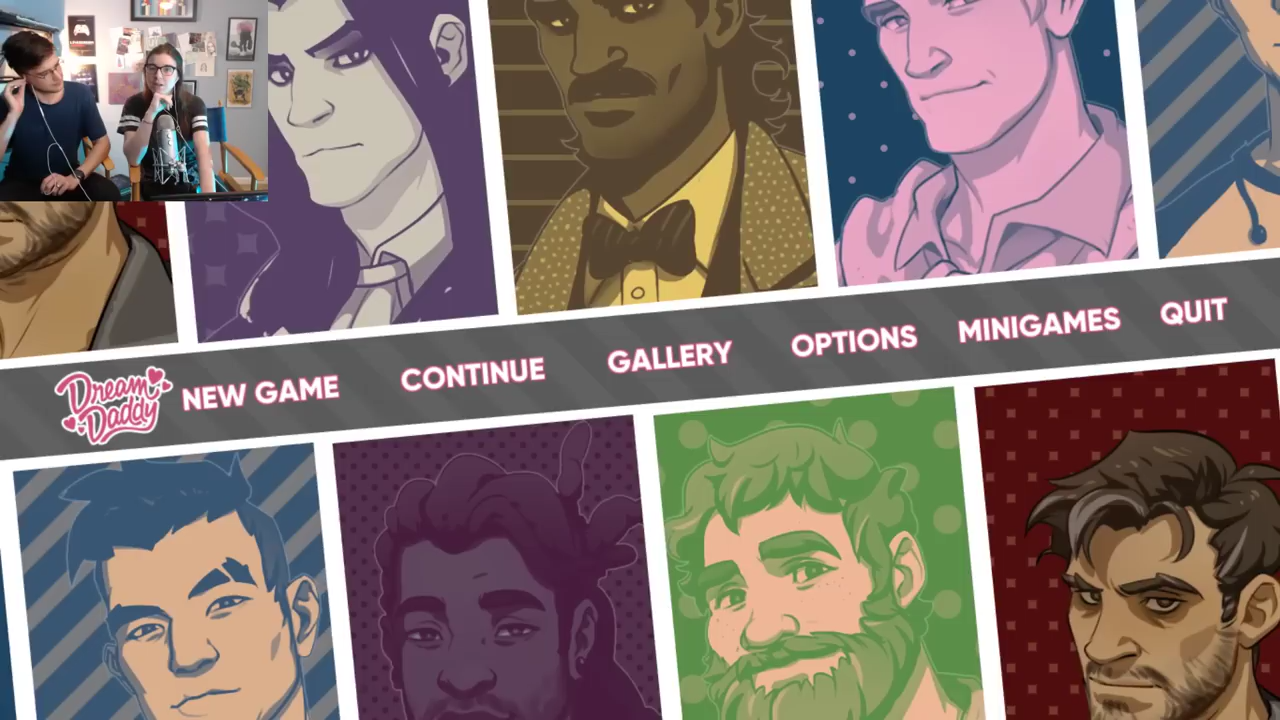 Dream
Daddy
NEW GAME
CONTINUE
GALLERY
OPTIONS
MINIGAMES
QUIT